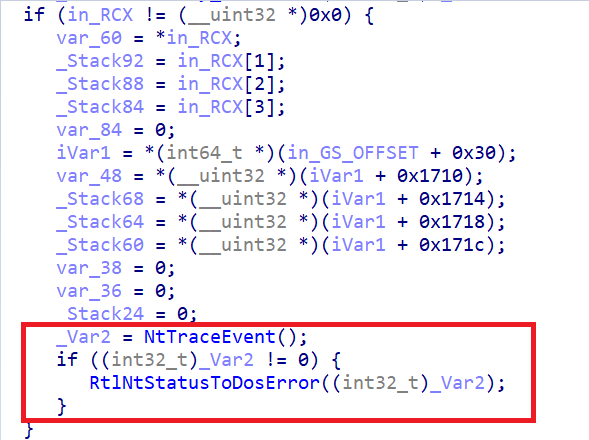 if (in_RCX != (__uint32 *)0x0) {
var_60 = *in_RCX;
_Stack92 = in_RCX[1];
_Stack88 = in_RCX[2];
_Stack84 = in_RCX[3];
var_84 = 0;
iVar1 = *(int64_t *)(in_GS_OFFSET + 0x30);
var_48 = *(__uint32 *)(iVar1 + 0x1710);
_Stack68 = *(__uint32 *)(iVar1 + 0x1714);
_Stack64 = *(__uint32 *)(iVar1 + 0x1718);
_Stack60 = *(__uint32 *)(iVar1 + 0x171c);
var_38 = 0;
var_36 = 0;
_Stack24 = 0;
_Var2 = NtTraceEvent();
if ((int32_t)_Var2 != 0) {
RtlNtStatusToDosError((int32_t)_Var2);
}
}